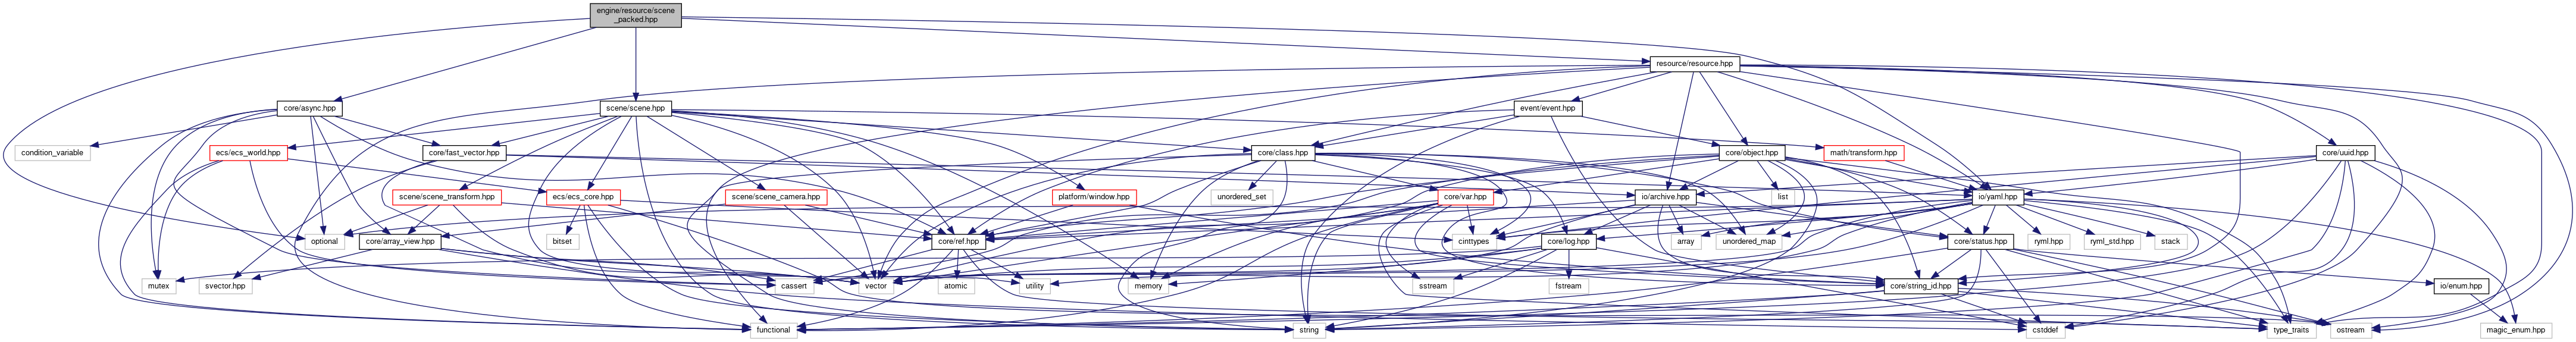 engine/resource/scene
_packed.hpp
resource/resource.hpp
core/async.hpp
scene/scene.hpp
event/event.hpp
condition_variable
ecs/ecs_world.hpp
core/fast_vector.hpp
core/class.hpp
core/object.hpp
math/transform.hpp
core/uuid.hpp
scene/scene_transform.hpp
ecs/ecs_core.hpp
scene/scene_camera.hpp
platform/window.hpp
unordered_set
core/var.hpp
io/archive.hpp
list
io/yaml.hpp
optional
core/array_view.hpp
bitset
core/ref.hpp
cinttypes
core/log.hpp
array
unordered_map
core/status.hpp
ryml.hpp
ryml_std.hpp
stack
mutex
svector.hpp
cassert
vector
atomic
utility
memory
sstream
fstream
core/string_id.hpp
io/enum.hpp
functional
string
cstddef
type_traits
ostream
magic_enum.hpp